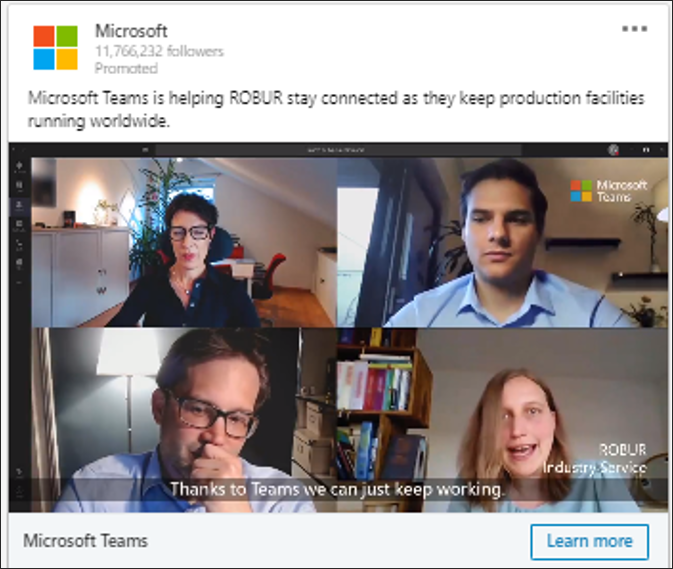 Microsoft
11,766,232 followers
Promoted
Microsoft Teams is helping ROBUR stay connected as they keep production facilities
running worldwide.
Microsoft
Teams
ROBUR
Industry Service
Thanks to Teams we can just keep working.
Microsoft Teams
Learn more